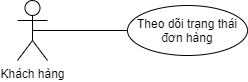 Theo dõi trạng thái
đơn hàng
Khách hàng